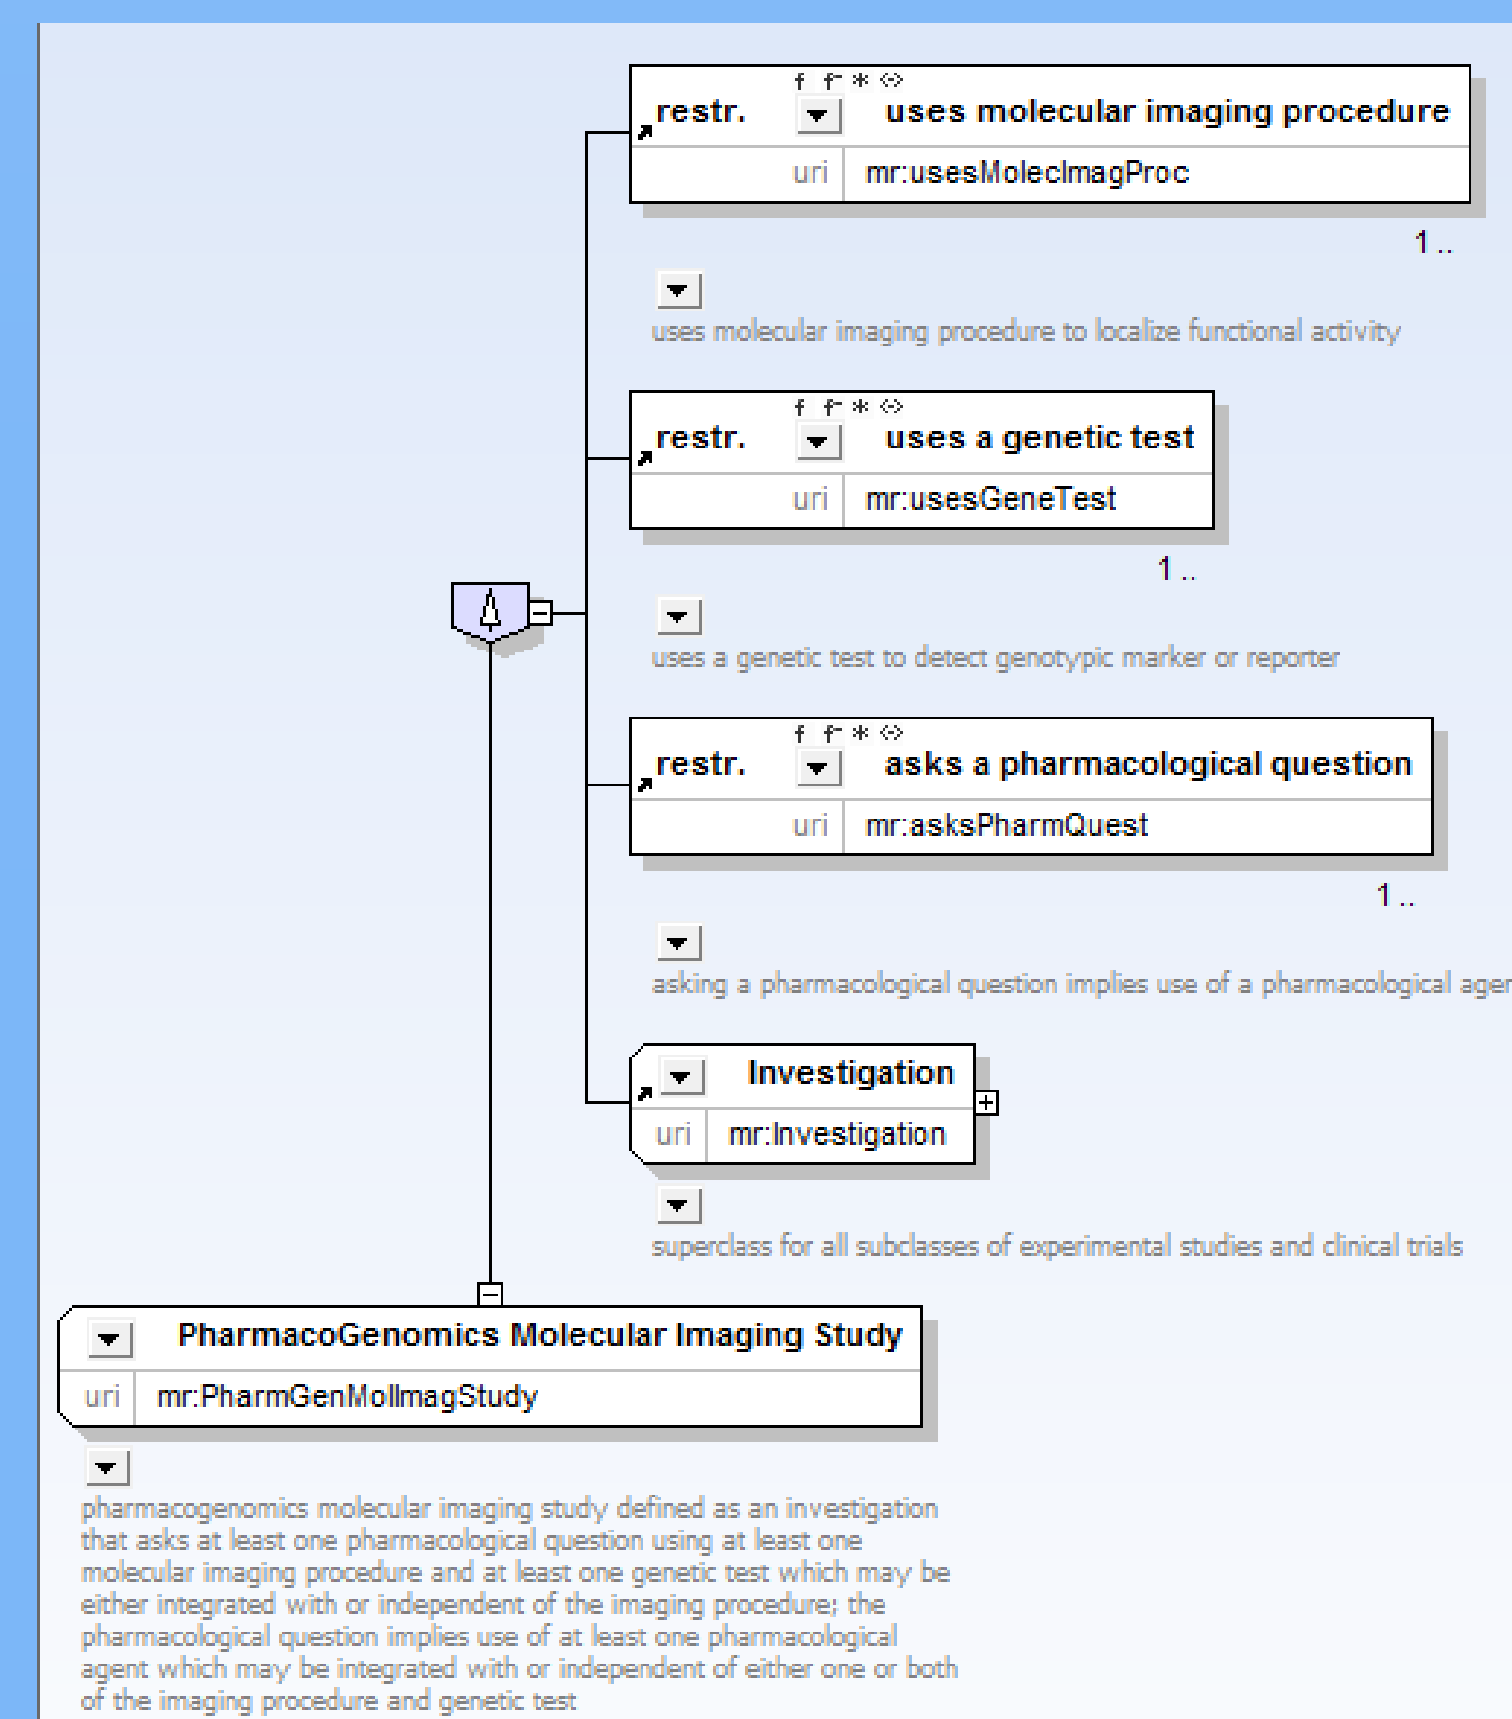 f f- * <->
restr. uses molecular imaging procedure
uri mr:usesMolecImagProc
1 ..
uses molecular imaging procedure to localize functional activity
f f- * <->
restr. uses a genetic test
uri mr:usesGeneTest
1 ..
uses a genetic test to detect genotypic marker or reporter
f f- * <->
restr. asks a pharmacological question
uri mr:asksPharmQuest
1 ..
asking a pharmacological question implies use of a pharmacological
Investigation
uri mr:Investigation
superclass for all subclasses of experimental studies and clinical trials
PharmacoGenomics Molecular Imaging Study
uri mr:PharmGenMolImagStudy
pharmacogenomics molecular imaging study defined as an investigation
that asks at least one pharmacological question using at least one
molecular imaging procedure and at least one genetic test which may be
either integrated with or independent of the imaging procedure; the
pharmacological question implies use of at least one pharmacological
agent which may be integrated with or independent of either one or both
of the imaging procedure and genetic test